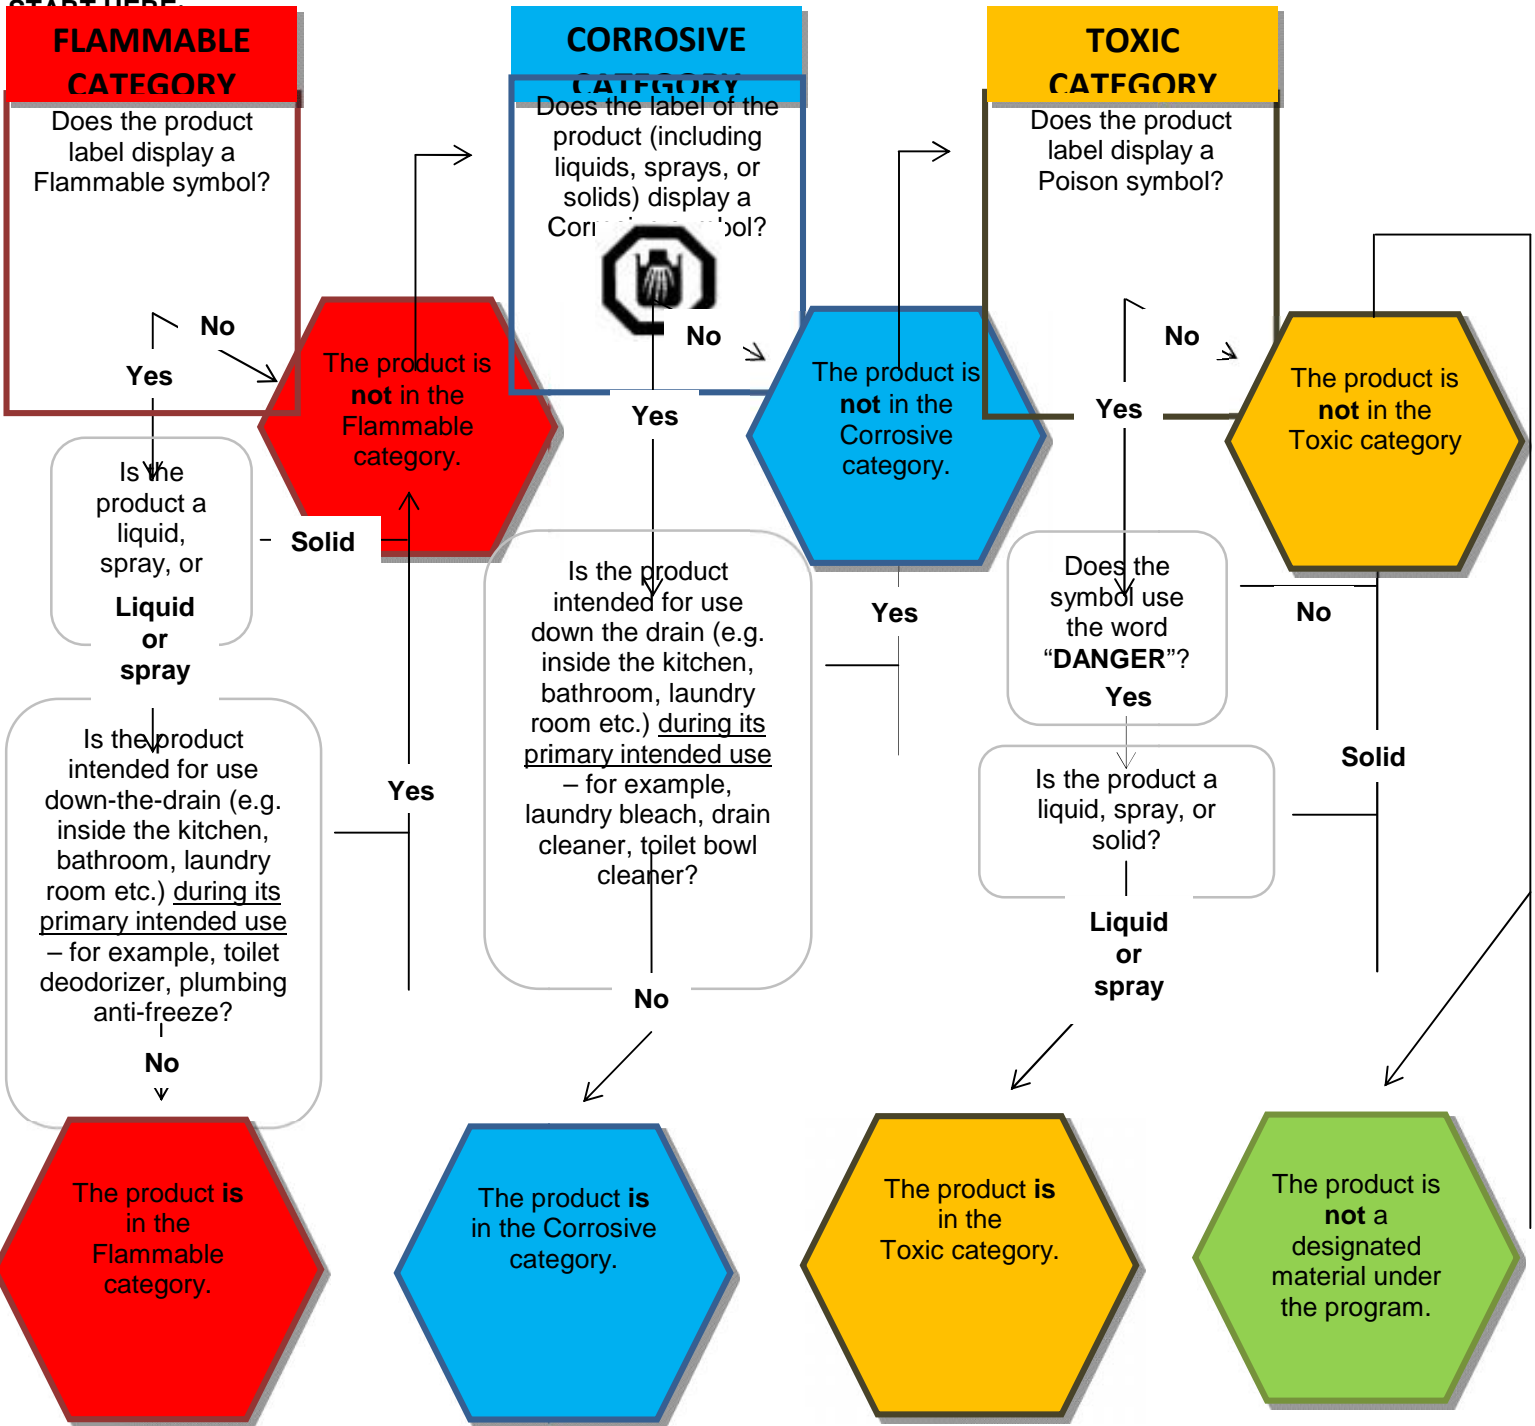 START HERE:
FLAMMABLE
CATEGORY
Does the product
label display a
Flammable symbol?
No
Yes
The product is
not in the
Flammable
category.
Is the
product a
liquid,
spray, or
Solid
Liquid
or
spray
Is the product
intended for use
down-the-drain (e.g.
inside the kitchen,
bathroom, laundry
room etc.) during its
primary intended use
– for example, toilet
deodorizer, plumbing
anti-freeze?
Yes
No
The product is
in the
Flammable
category.
CORROSIVE
CATEGORY
Does the label of the
product (including
liquids, sprays, or
solids) display a
No
Yes
The product is
not in the
Corrosive
category.
Is the product
intended for use
down the drain (e.g.
inside the kitchen,
bathroom, laundry
room etc.) during its
primary intended use
– for example,
laundry bleach, drain
cleaner, toilet bowl
cleaner?
Yes
No
The product is
in the Corrosive
category.
TOXIC
CATEGORY
Does the product
label display a
Poison symbol?
No
Yes
The product is
not in the
Toxic category
Does the
symbol use
the word
“DANGER”?
No
Yes
Is the product a
liquid, spray, or
solid?
Solid
Liquid
or
spray
The product is
in the
Toxic category.
The product is
not a
designated
material under
the program.